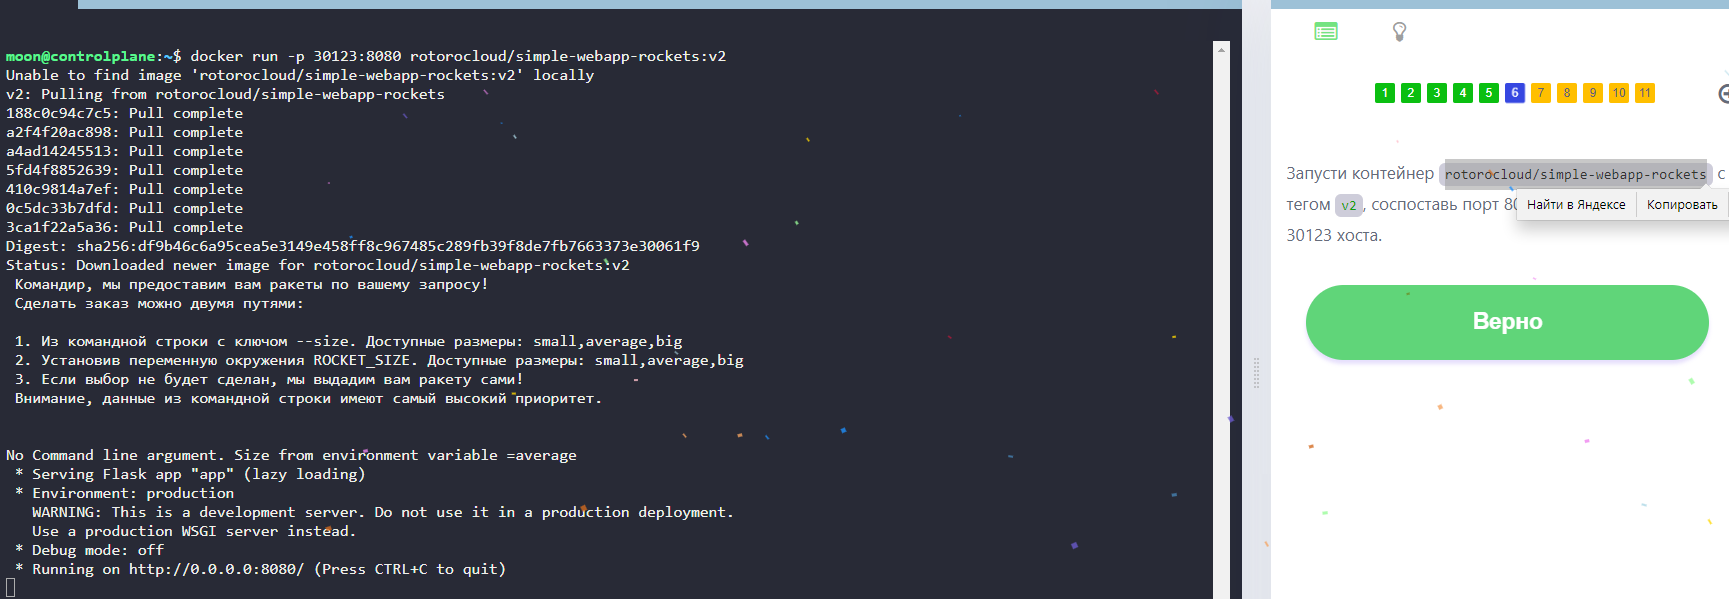 moon@controlplane:~$ docker run -p 30123:8080 rotorocloud/simple-webapp-rockets:v2
Unable to find image 'rotorocloud/simple-webapp-rockets:v2' locally
v2: Pulling from rotorocloud/simple-webapp-rockets
188c0c94c7c5: Pull complete
a2f4f20ac898: Pull complete
a4ad14245513: Pull complete
5fd4f8852639: Pull complete
410c9814a7ef: Pull complete
0c5dc33b7dfd: Pull complete
3ca1f22a5a36: Pull complete
Digest: sha256:df9b46c6a95cea5e3149e458ff8c967485c289fb39f8de7fb7663373e30061f9
Status: Downloaded newer image for rotorocloud/simple-webapp-rockets:v2
Командир, мы предоставим вам ракеты по вашему запросу!
Сделать заказ можно двумя путями:
1. Из командной строки с ключом --size. Доступные размеры: small,average,big
2. Установив переменную окружения ROCKET_SIZE. Доступные размеры: small,average,big
3. Если выбор не будет сделан, мы выдадим вам ракету сами!
Внимание, данные из командной строки имеют самый высокий приоритет.
No Command line argument. Size from environment variable =average
* Serving Flask app "app" (lazy loading)
* Environment: production
WARNING: This is a development server. Do not use it in a production deployment.
Use a production WSGI server instead.
* Debug mode: off
* Running on http://0.0.0.0:8080/ (Press CTRL+C to quit)
1 2 3 4 5 6 7 8 9 10 11
Запусти контейнер rotorocloud/simple-webapp-rockets с
тегом v2, соспоставь порт 80
Найти в Яндексе Копировать
30123 хоста.
Верно